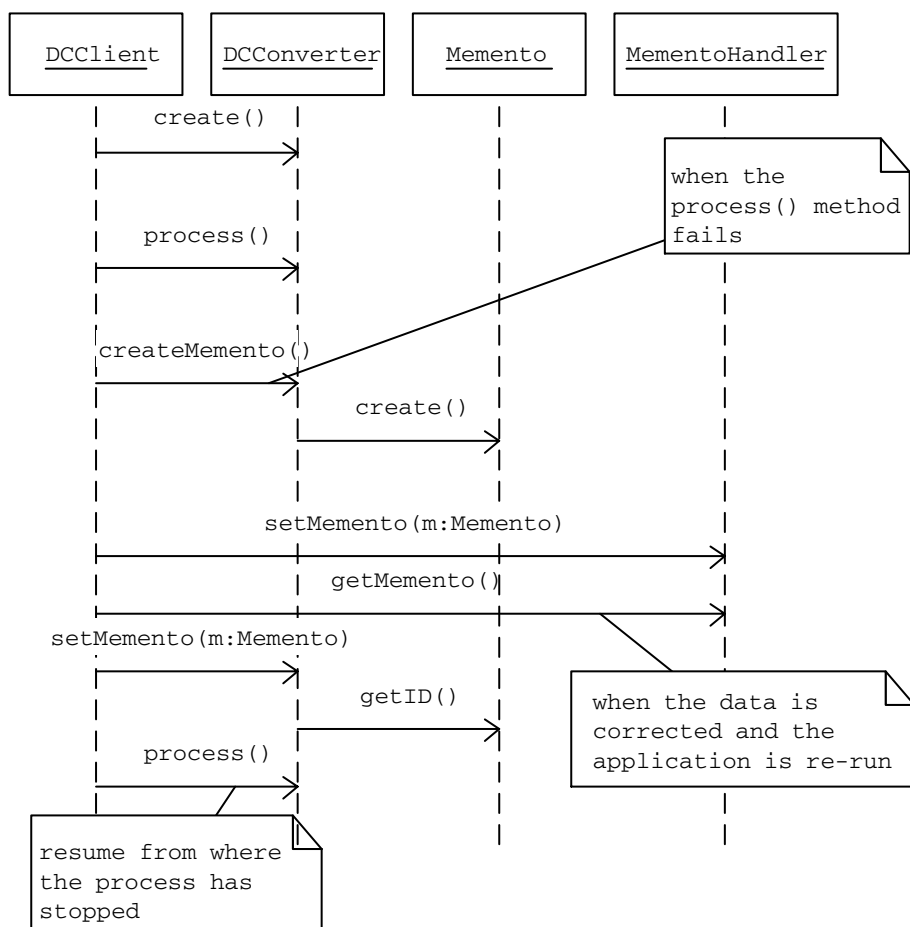 DCClient
DCConverter
Memento
MementoHandler
create()
when the
process() method
fails
process()
createMemento()
create()
setMemento(m:Memento)
getMemento()
setMemento(m:Memento)
getID()
when the data is
corrected and the
application is re-run
process()
resume from where
the process has
stopped